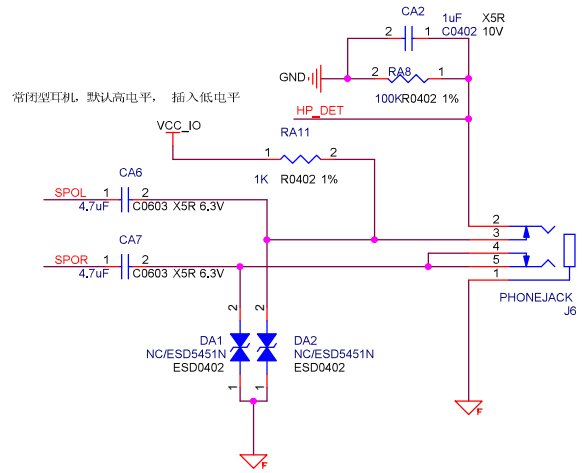 CA2
2 1 1uF X5R
C0402 10V
GND 2 RA8 1
100K R0402 1%
常闭型耳机，默认高电平， 插入低电平
HP_DET
VCC_IO
RA11
1 2
1K R0402 1%
CA6
SPOL 1 2
4.7uF C0603 X5R 6.3V
CA7
SPOR 1 2
4.7uF C0603 X5R 6.3V
2
3
4
5
1
PHONEJACK
J6
2 2
DA1 DA2
NC/ESD5451N NC/ESD5451N
ESD0402 ESD0402
1 1
F
F